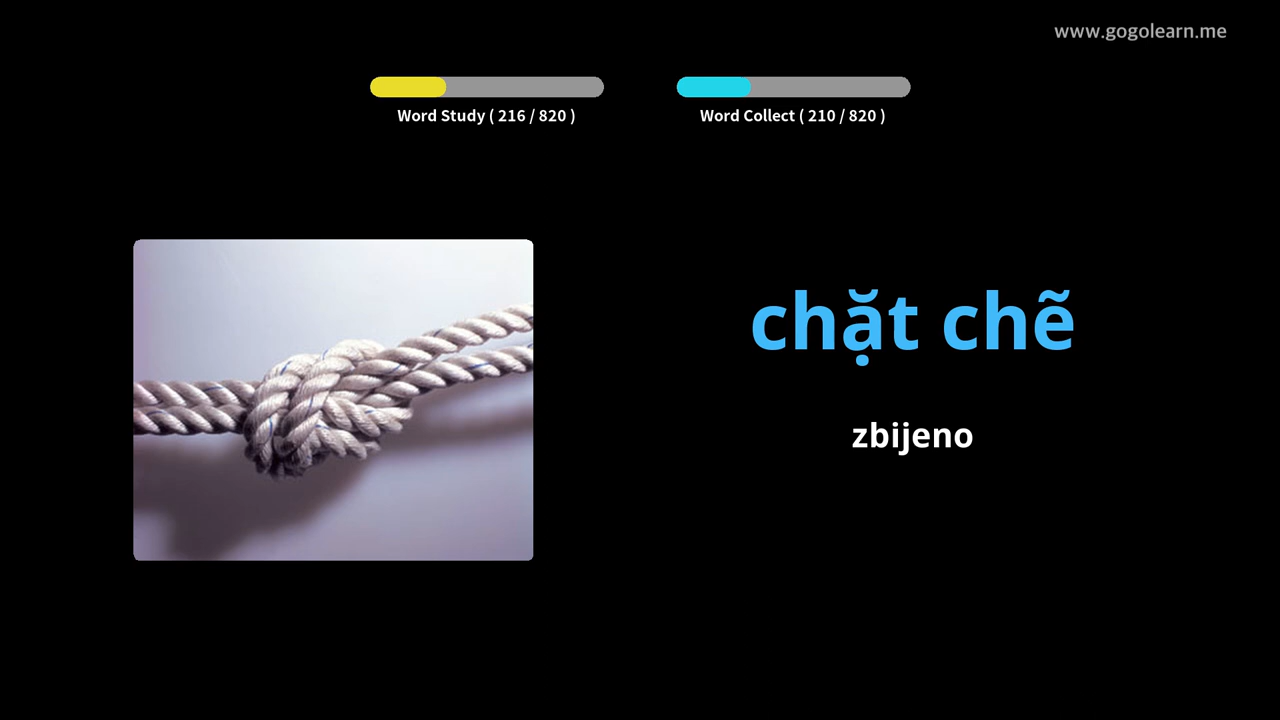 www.gogolearn.me
Word Study ( 216 / 820 )
Word Collect ( 210 / 820 )
chặt chẽ
zbijeno